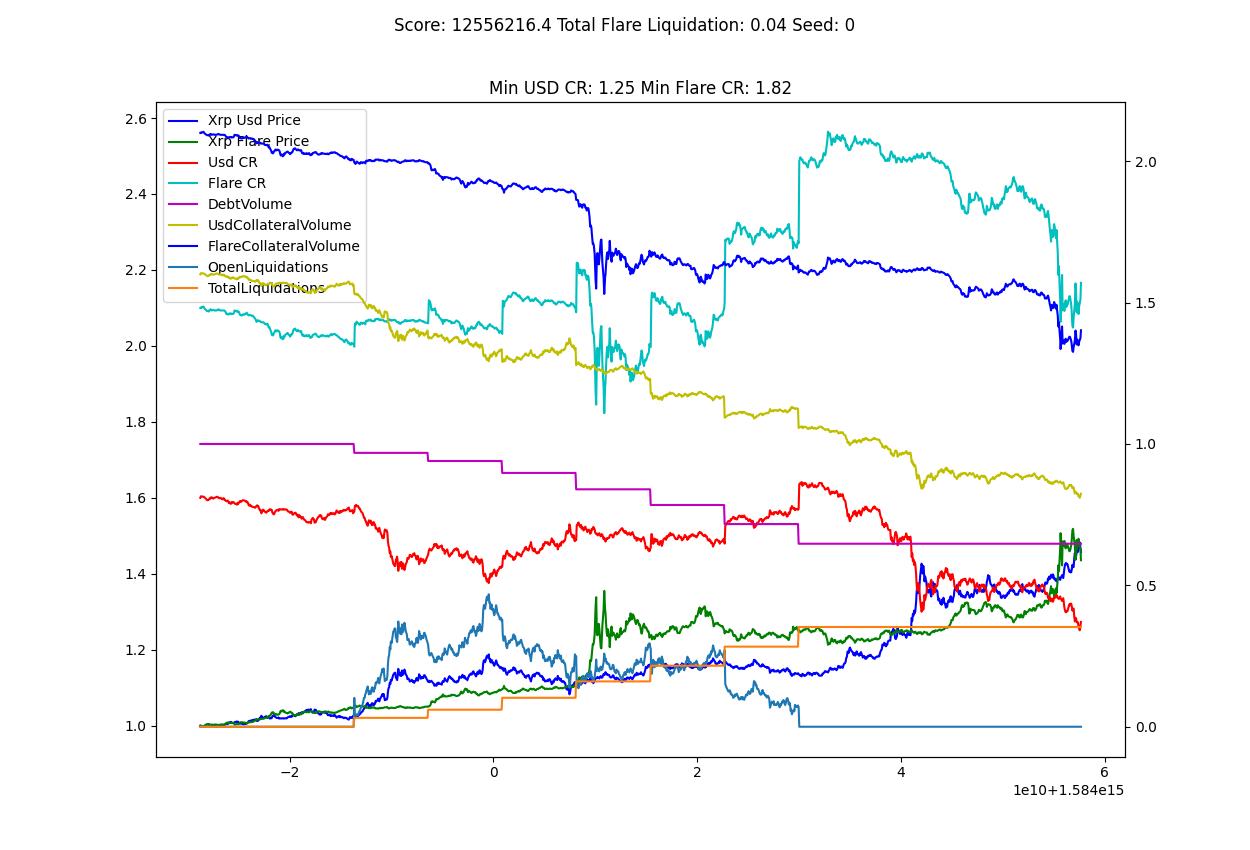 Score: 12556216.4 Total Flare Liquidation: 0.04 Seed: 0
Min USD CR: 1.25 Min Flare CR: 1.82
Xrp Usd Price
Xrp Flare Price
Usd CR
Flare CR
DebtVolume
UsdCollateralVolume
FlareCollateralVolume
OpenLiquidations
TotalLiquidations
2.6
2.4
2.2
2.0
1.8
1.6
1.4
1.2
1.0
2.0
1.5
1.0
0.5
0.0
−2
0
2
4
6
1e10+1.584e15